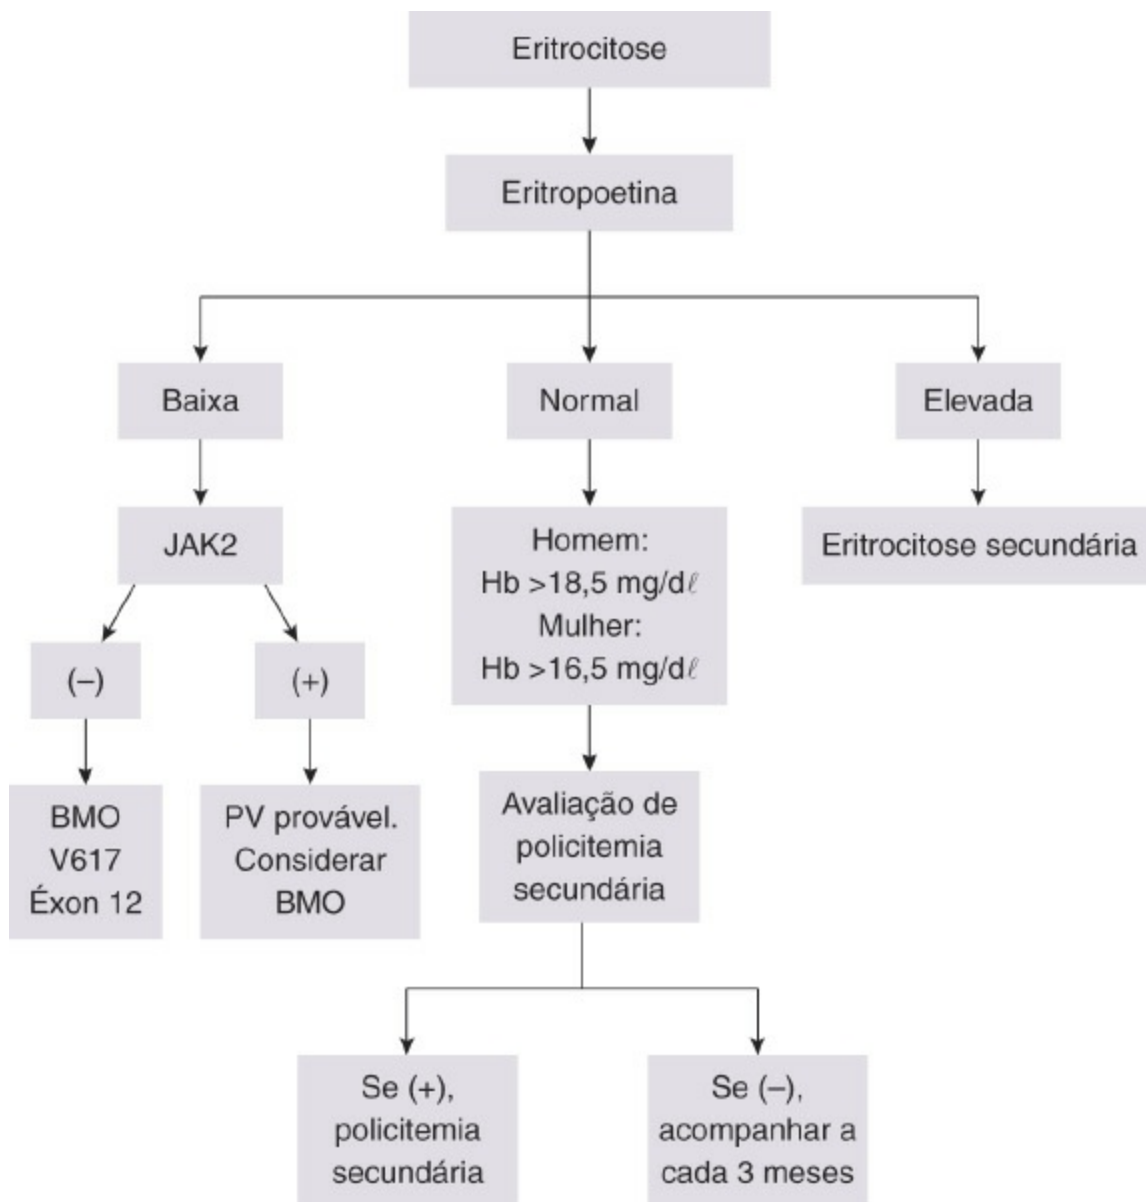 Eritrocitose
Eritropoetina
Baixa
Normal
Elevada
JAK2
Homem:
Hb >18,5 mg/dℓ
Mulher:
Hb >16,5 mg/dℓ
Eritrocitose secundária
(–)
(+)
BMO
V617
Éxon 12
PV provável.
Considerar
BMO
Avaliação de
policitemia
secundária
Se (+),
policitemia
secundária
Se (–),
acompanhar a
cada 3 meses